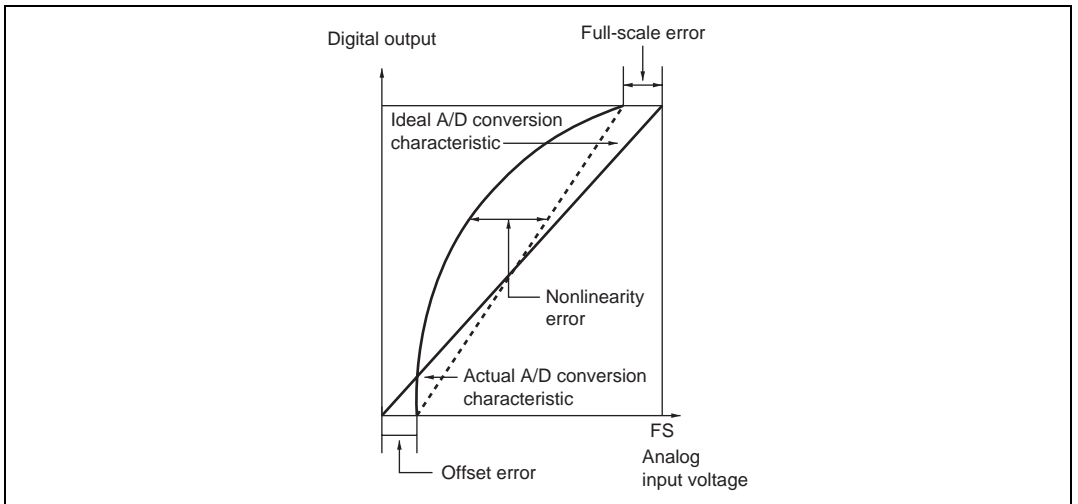 Full-scale error
Digital output
Ideal A/D conversion
characteristic
Nonlinearity
error
Actual A/D conversion
characteristic
FS
Analog
input voltage
Offset error